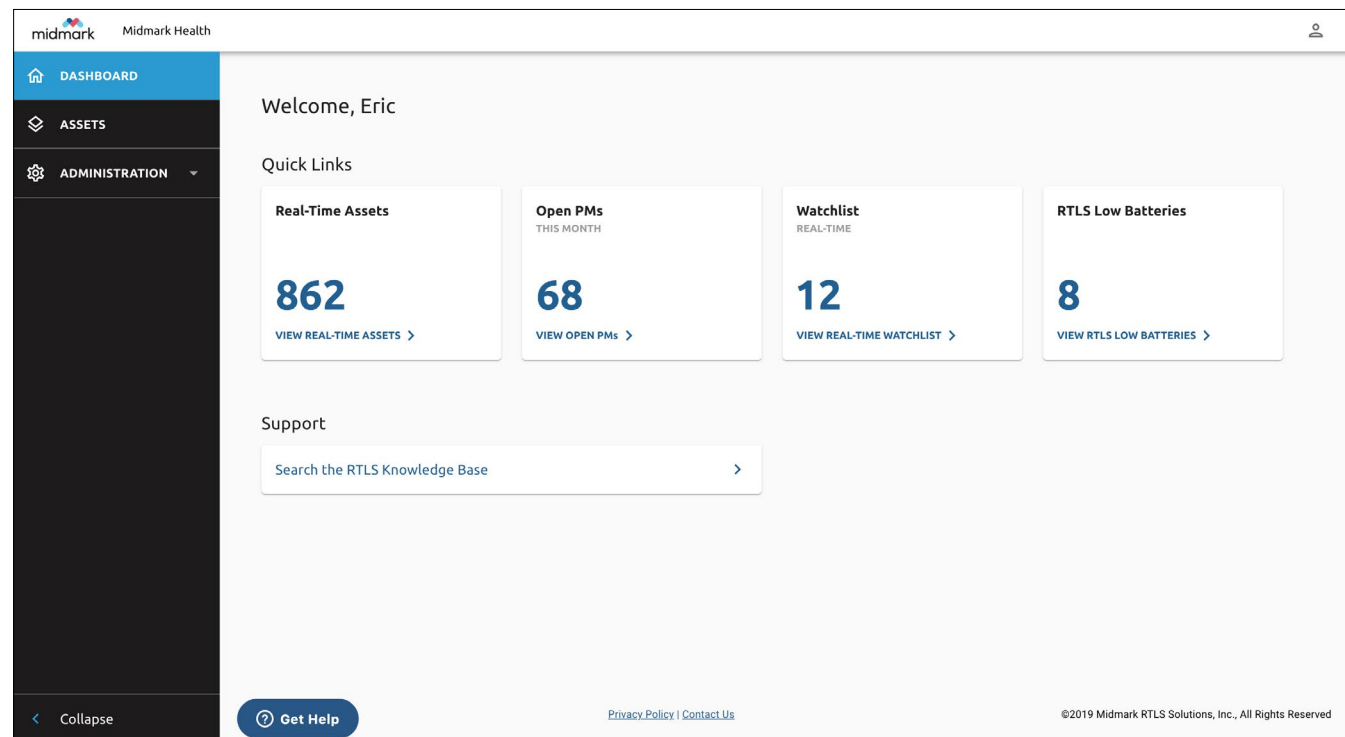 midmark Midmark Health
DASHBOARD
ASSETS
ADMINISTRATION
Collapse
Welcome, Eric
Quick Links
Real-Time Assets
862
VIEW REAL-TIME ASSETS
Open PMs
THIS MONTH
68
VIEW OPEN PMs
Watchlist
REAL-TIME
12
VIEW REAL-TIME WATCHLIST
RTLS Low Batteries
8
VIEW RTLS LOW BATTERIES
Support
Search the RTLS Knowledge Base
Get Help
Privacy Policy | Contact Us
©2019 Midmark RTLS Solutions, Inc., All Rights Reserved